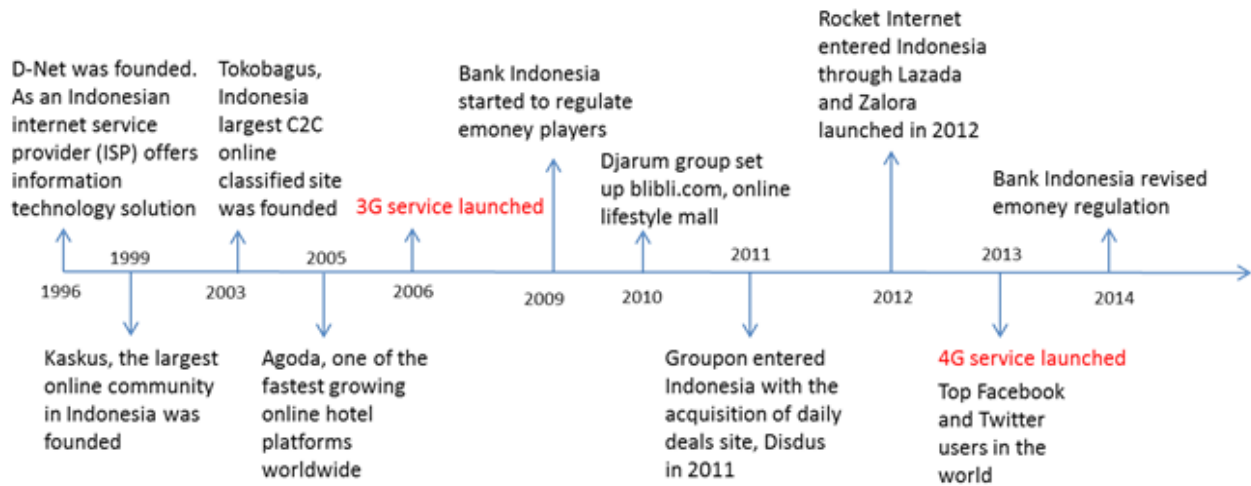 D-Net was founded.
As an Indonesian
internet service
provider (ISP) offers
information
technology solution
1996
1999
Kaskus, the largest
online community
in Indonesia was
founded
Tokobagus,
Indonesia
largest C2C
online
classified site
was founded
2003
2005
Agoda, one of the
fastest growing
online hotel
platforms
worldwide
3G service launched
2006
Bank Indonesia
started to regulate
emoney players
2009
Djarum group set
up blibli.com, online
lifestyle mall
2010
2011
Groupon entered
Indonesia with the
acquisition of daily
deals site, Disdus
in 2011
Rocket Internet
entered Indonesia
through Lazada
and Zalora
launched in 2012
2012
2013
4G service launched
Top Facebook
and Twitter
users in the
world
Bank Indonesia revised
emoney regulation
2014